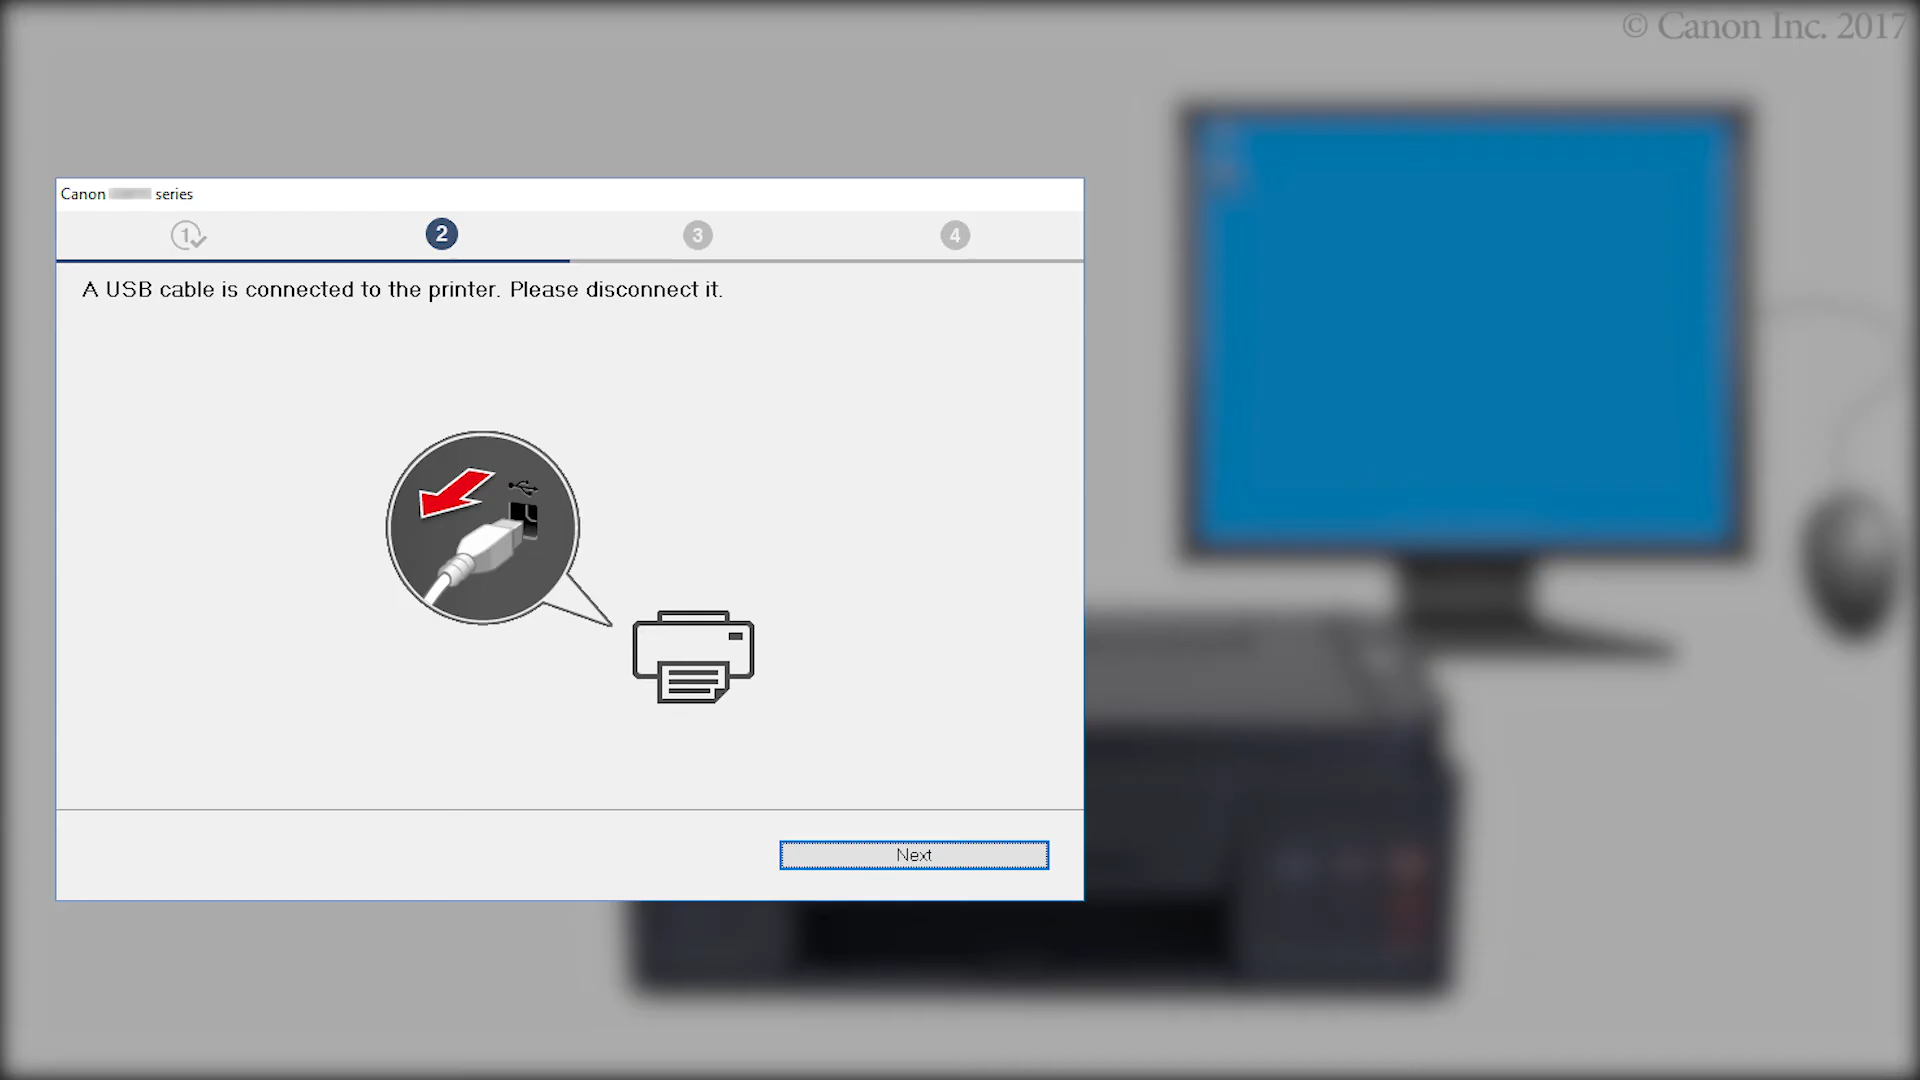 © Canon Inc. 2017
Canon series
1 2 3 4
A USB cable is connected to the printer. Please disconnect it.
Next